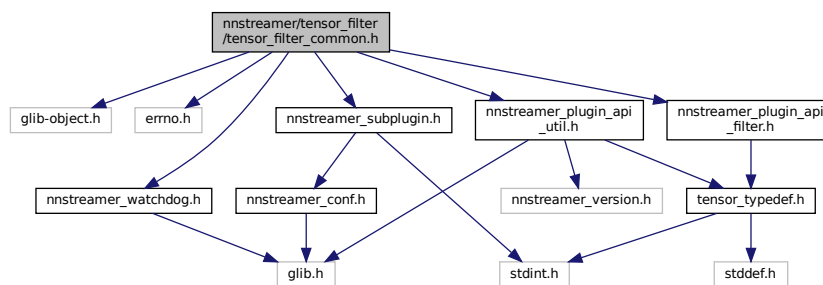 nnstreamer/tensor_filter
/tensor_filter_common.h
glib-object.h
errno.h
nnstreamer_subplugin.h
nnstreamer_plugin_api
_util.h
nnstreamer_plugin_api
_filter.h
nnstreamer_watchdog.h
nnstreamer_conf.h
nnstreamer_version.h
tensor_typedef.h
glib.h
stdint.h
stddef.h